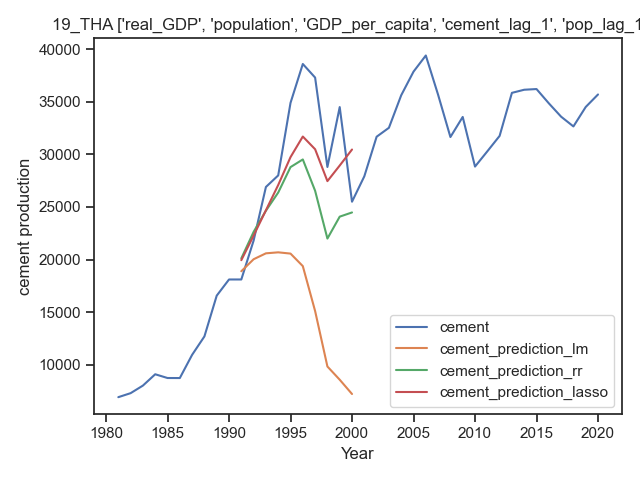 19_THA ['real_GDP', 'population', 'GDP_per_capita', 'cement_lag_1', 'pop_lag_1
40000
35000
30000
25000
20000
15000
10000
cement production
cement
cement_prediction_lm
cement_prediction_rr
cement_prediction_lasso
1980 1985 1990 1995 2000 2005 2010 2015 2020
Year